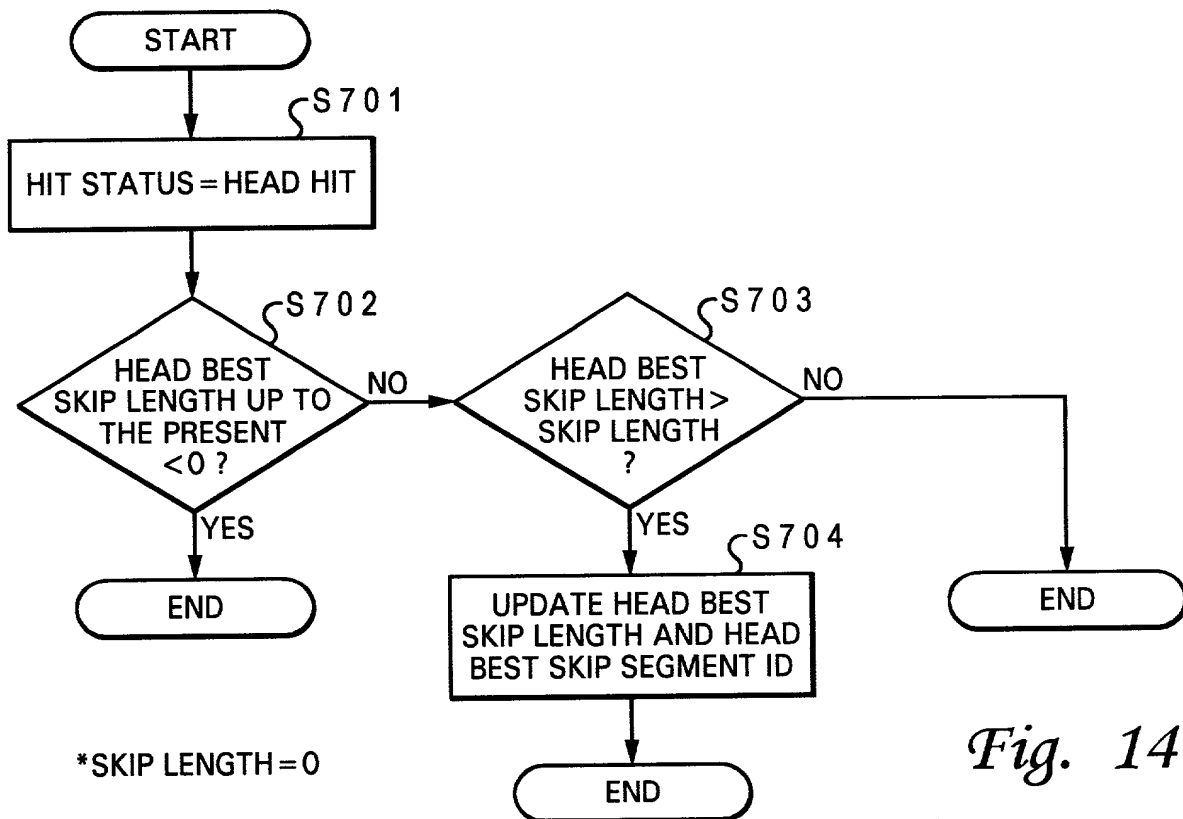 START
S701
HIT STATUS=HEAD HIT
S702
HEAD BEST
SKIP LENGTH UP TO
THE PRESENT
<0 ?
NO
YES
END
S703
HEAD BEST
SKIP LENGTH>
SKIP LENGTH
?
NO
YES
END
S704
UPDATE HEAD BEST
SKIP LENGTH AND HEAD
BEST SKIP SEGMENT ID
END
*SKIP LENGTH=0
Fig. 14